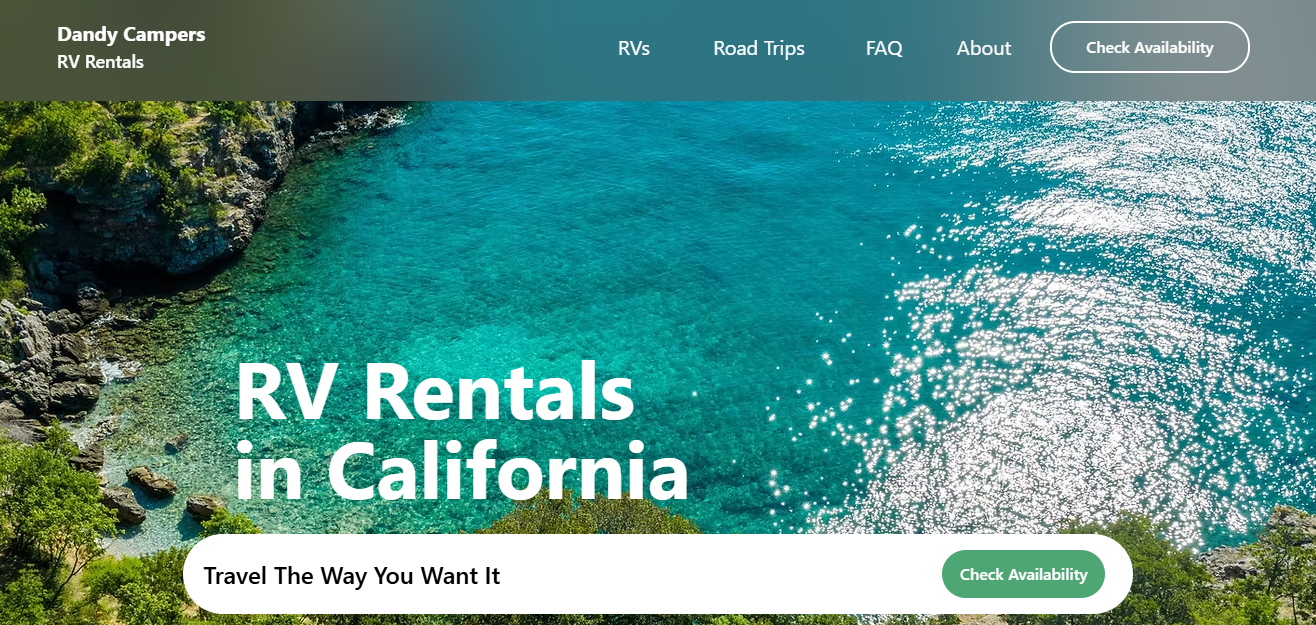 Dandy Campers
RV Rentals
RVs
Road Trips
FAQ
About
Check Availability
RV Rentals
in California
Travel The Way You Want It
Check Availability